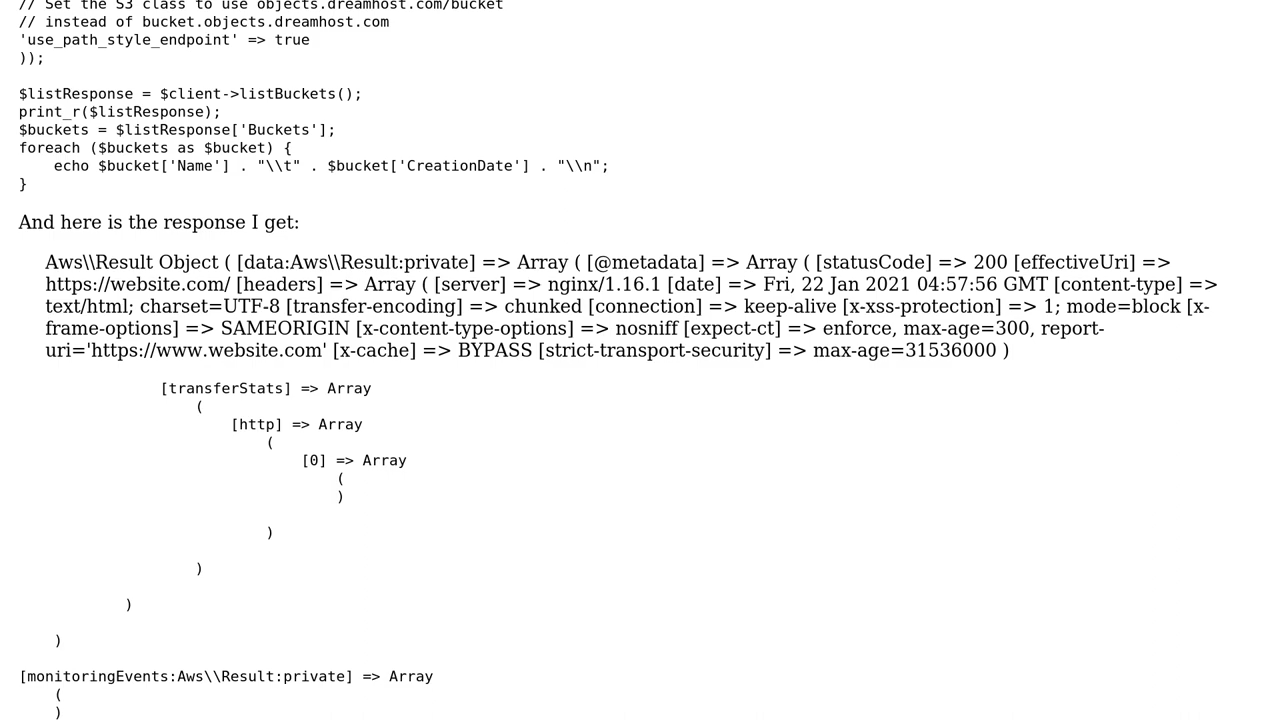 // Set the S3 class to use objects.dreamhost.com/bucket
// instead of bucket.objects.dreamhost.com
'use_path_style_endpoint' => true
));

$listResponse = $client->listBuckets();
print_r($listResponse);
$buckets = $listResponse['Buckets'];
foreach ($buckets as $bucket) {
    echo $bucket['Name'] . "\\t" . $bucket['CreationDate'] . "\\n";
}

And here is the response I get:

Aws\\Result Object ( [data:Aws\\Result:private] => Array ( [@metadata] => Array ( [statusCode] => 200 [effectiveUri] =>
https://website.com/ [headers] => Array ( [server] => nginx/1.16.1 [date] => Fri, 22 Jan 2021 04:57:56 GMT [content-type] =>
text/html; charset=UTF-8 [transfer-encoding] => chunked [connection] => keep-alive [x-xss-protection] => 1; mode=block [x-
frame-options] => SAMEORIGIN [x-content-type-options] => nosniff [expect-ct] => enforce, max-age=300, report-
uri='https://www.website.com' [x-cache] => BYPASS [strict-transport-security] => max-age=31536000 )

                [transferStats] => Array
                    (
                        [http] => Array
                            (
                                [0] => Array
                                    (
                                    )

                            )

                    )

            )

    )

[monitoringEvents:Aws\\Result:private] => Array
    (
    )